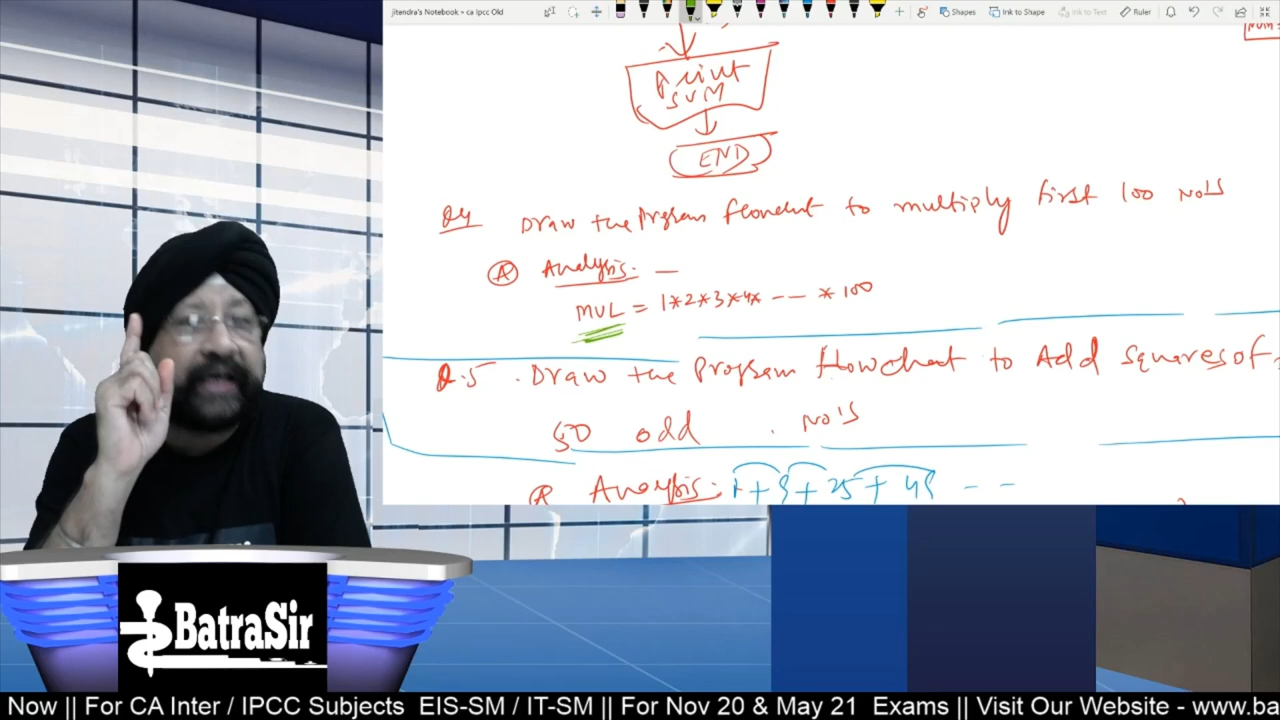 jitendra's Notebook » ca Ipcc Old
Shapes Ink to Shape Ink to Text Ruler
Print
SUM
END
Q4 Draw the Prgram flowchart to multiply first 100 No's
(A) Analysis. —
MUL = 1*2*3*4* -- — * 100
Q.5 . Draw the Program flowchart to Add squares of
50 odd . No's
A Analysis: 1 + 9 + 25 + 49 - -
BatraSir
Now || For CA Inter / IPCC Subjects EIS-SM / IT-SM || For Nov 20 & May 21 Exams || Visit Our Website - www.ba